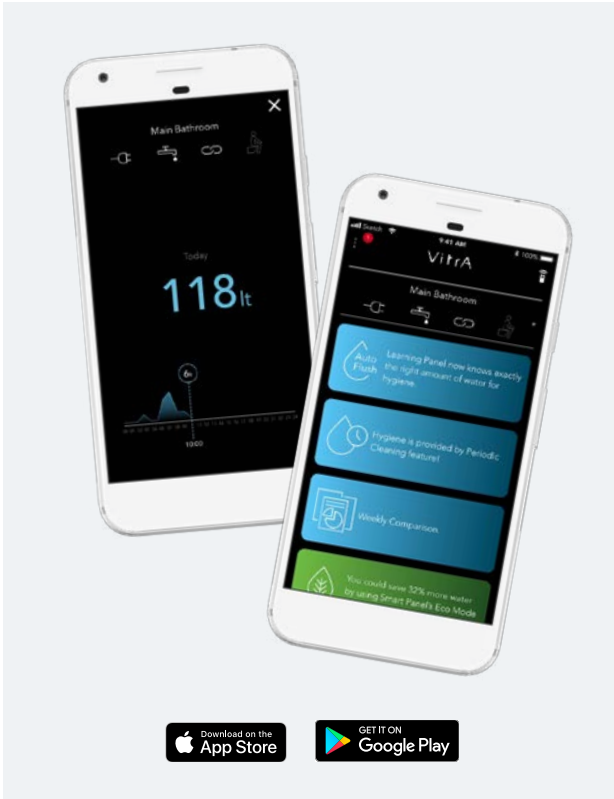 Main Bathroom
Today
118lt
10:00
Sketch
9:41 AM
100%
VitrA
Main Bathroom
Auto
Flush
Learning Panel now knows exactly
the right amount of water for
hygiene.
Hygiene is provided by Periodic
Cleaning feature!
Weekly Comparison
You could save 32% more water
by using Smart Panel's Eco Mode
Download on the
App Store
GET IT ON
Google Play